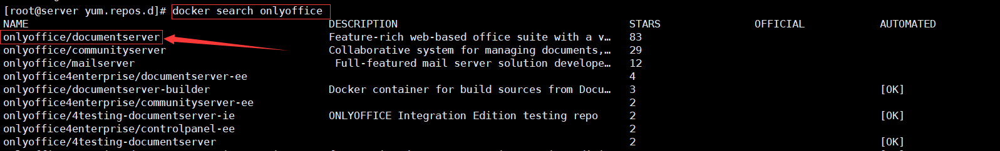 [root@server yum.repos.d]# docker search onlyoffice
NAME DESCRIPTION STARS OFFICIAL AUTOMATED
onlyoffice/documentserver Feature-rich web-based office suite with a v… 83
onlyoffice/communityserver Collaborative system for managing documents,… 29
onlyoffice/mailserver Full-featured mail server solution develope… 12
onlyoffice4enterprise/documentserver-ee 4
onlyoffice/documentserver-builder Docker container for build sources from Docu… 3 [OK]
onlyoffice4enterprise/communityserver-ee 2
onlyoffice/4testing-documentserver-ie ONLYOFFICE Integration Edition testing repo 2 [OK]
onlyoffice4enterprise/controlpanel-ee 2
onlyoffice/4testing-documentserver 2 [OK]